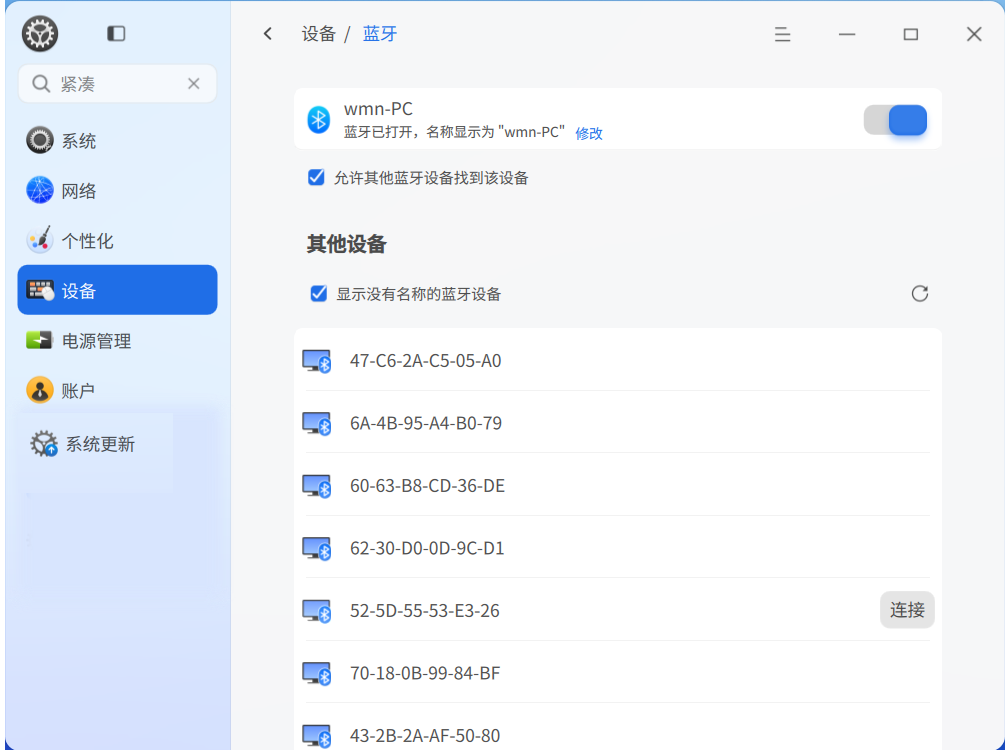 设备 / 蓝牙
紧凑
系统
网络
个性化
设备
电源管理
账户
系统更新
wmn-PC
蓝牙已打开，名称显示为 "wmn-PC" 修改
允许其他蓝牙设备找到该设备
其他设备
显示没有名称的蓝牙设备
47-C6-2A-C5-05-A0
6A-4B-95-A4-B0-79
60-63-B8-CD-36-DE
62-30-D0-0D-9C-D1
52-5D-55-53-E3-26 连接
70-18-0B-99-84-BF
43-2B-2A-AF-50-80